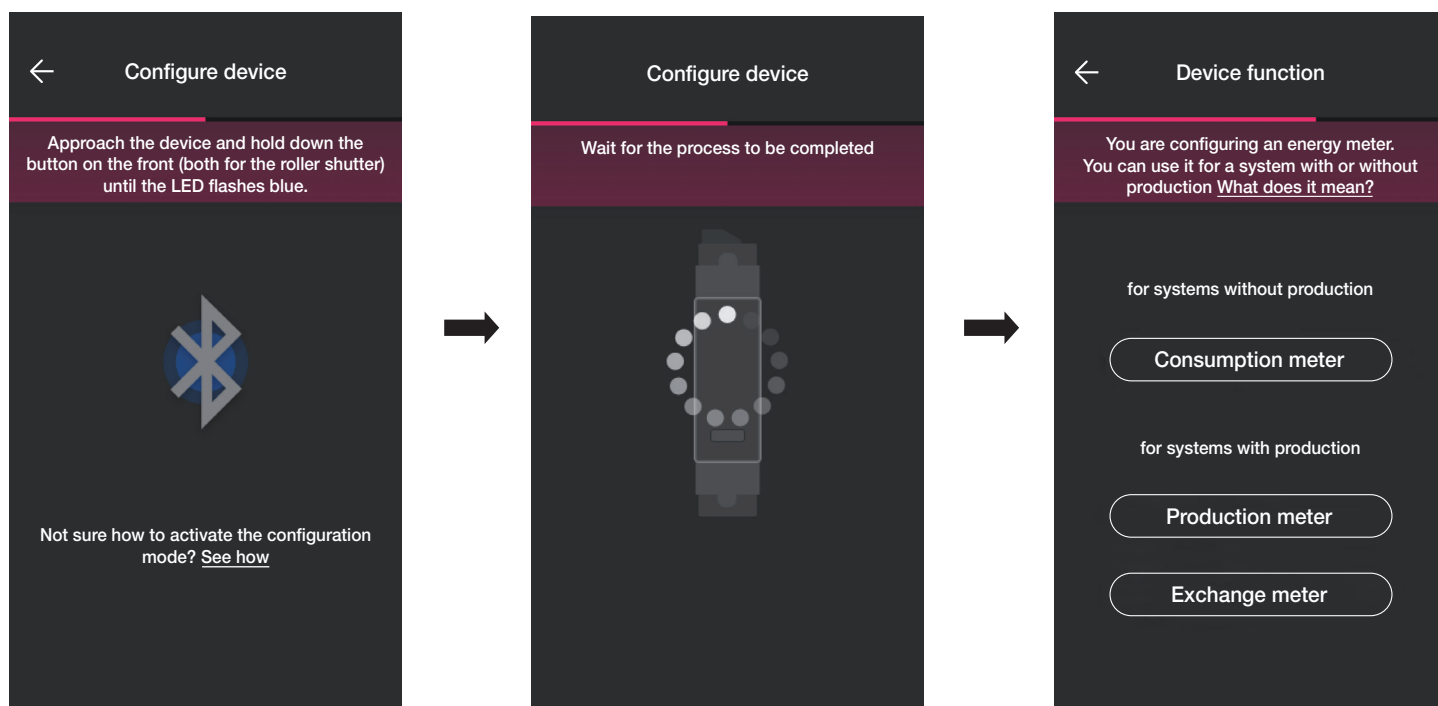 Configure device
Approach the device and hold down the
button on the front (both for the roller shutter)
until the LED flashes blue.
Not sure how to activate the configuration
mode? See how
Configure device
Wait for the process to be completed
Device function
You are configuring an energy meter.
You can use it for a system with or without
production What does it mean?
for systems without production
Consumption meter
for systems with production
Production meter
Exchange meter